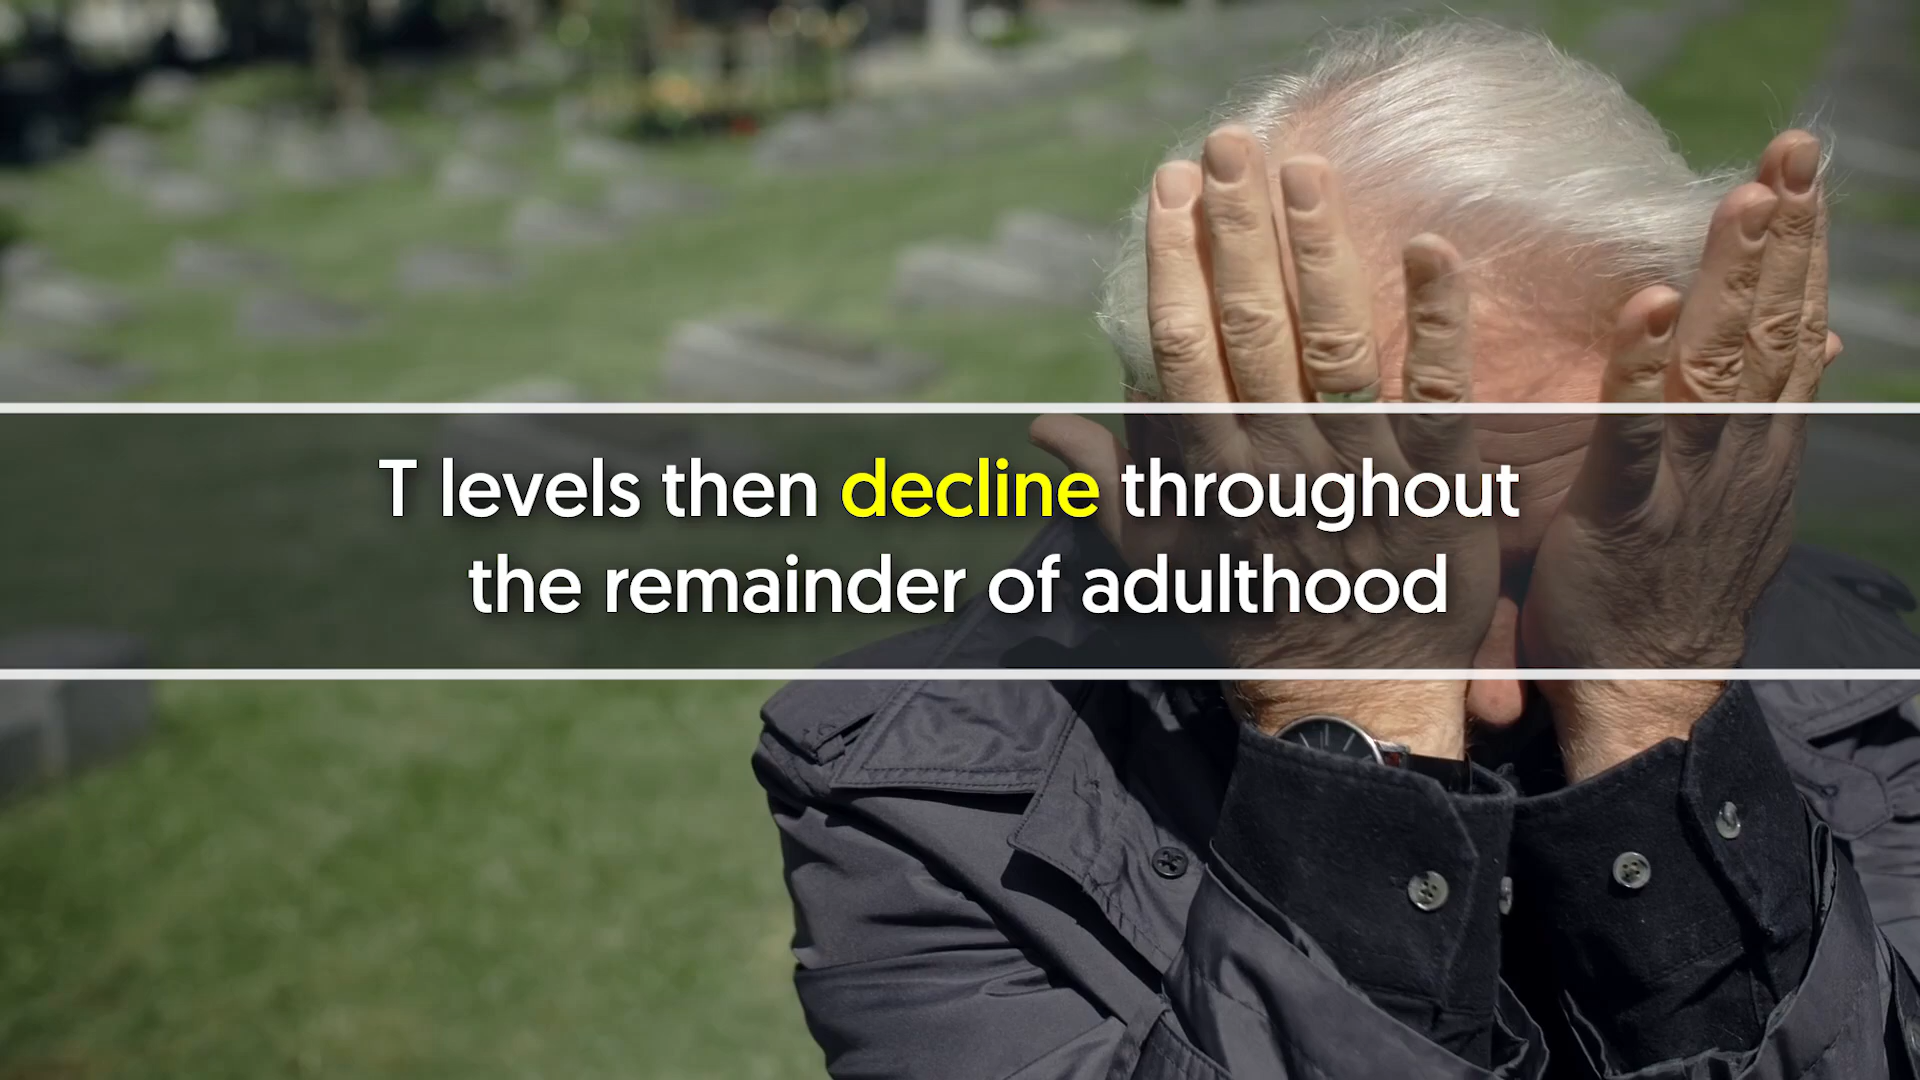 T levels then decline throughout
the remainder of adulthood